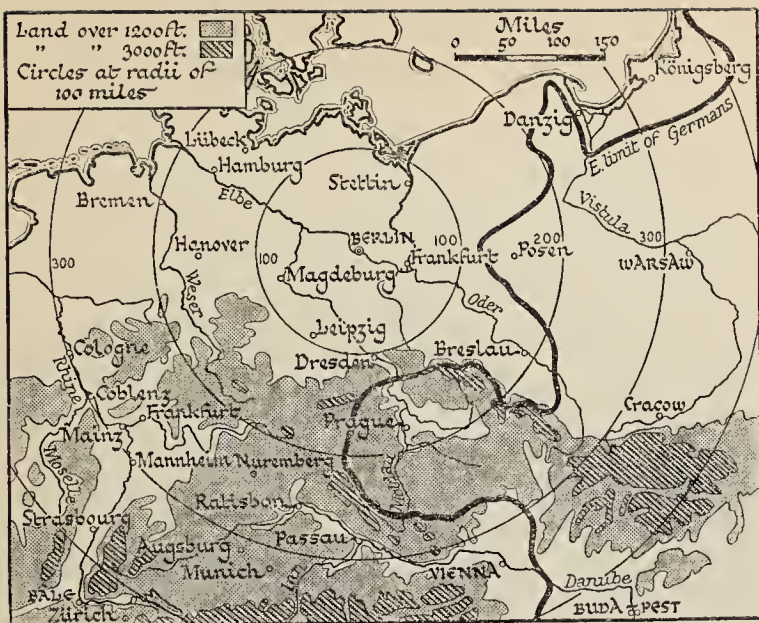 Land over 1200ft.
" " 3000ft.
Circles at radii of
100 miles
Miles
0 50 100 150
Königsberg
Danzig
E. limit of Germans
Lübeck
Hamburg
Stettin
Bremen
Elbe
Vistula
Hanover
BERLIN
100
Frankfurt
200
Posen
300
WARSAW
300
100
Magdeburg
Weser
Oder
Leipzig
Cologne
Dresden
Breslau
Rhine
Coblenz
Frankfurt
Prague
Cracow
Mainz
Moselle
Mannheim
Nuremberg
Ratisbon
Strasbourg
Augsburg
Passau
Munich
Inn
VIENNA
Danube
BÂLE
Zürich
BUDA PEST